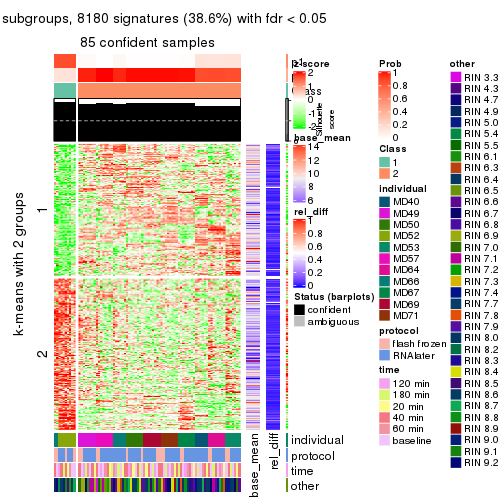 subgroups, 8180 signatures (38.6%) with fdr < 0.05
85 confident samples
k-means with 2 groups
1
2
z-score
2
1
0
-1
-2
Silhouette
score
base_mean
14
12
10
8
6
rel_diff
1
0.8
0.6
0.4
0.2
0
Status (barplots)
confident
ambiguous
individual
protocol
time
other
base_mean
rel_diff
Prob
1
0.8
0.6
0.4
0.2
0
Class
1
2
individual
MD40
MD49
MD50
MD52
MD53
MD57
MD64
MD66
MD67
MD69
MD71
protocol
flash frozen
RNAlater
time
120 min
180 min
20 min
40 min
60 min
baseline
other
RIN 3.3
RIN 4.3
RIN 4.7
RIN 4.9
RIN 5.0
RIN 5.4
RIN 5.5
RIN 6.1
RIN 6.3
RIN 6.4
RIN 6.5
RIN 6.6
RIN 6.7
RIN 6.8
RIN 6.9
RIN 7.0
RIN 7.1
RIN 7.2
RIN 7.3
RIN 7.4
RIN 7.5
RIN 7.6
RIN 7.7
RIN 7.8
RIN 7.9
RIN 8.0
RIN 8.2
RIN 8.3
RIN 8.4
RIN 8.5
RIN 8.6
RIN 8.7
RIN 8.8
RIN 8.9
RIN 9.0
RIN 9.1
RIN 9.2